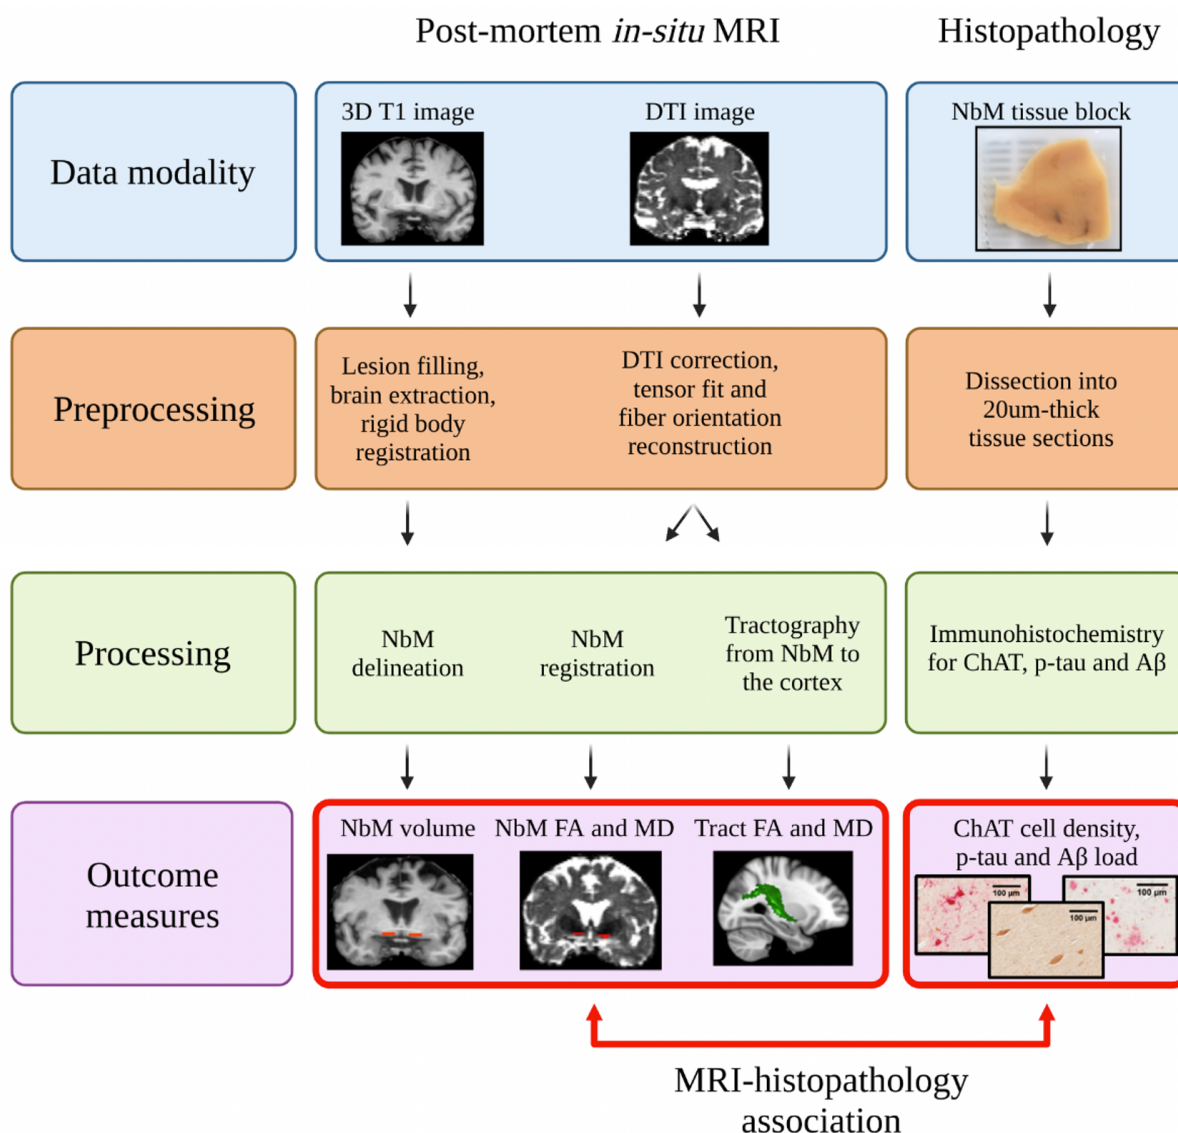 Post-mortem in-situ MRI
Histopathology
Data modality
3D T1 image
DTI image
NbM tissue block
Preprocessing
Lesion filling,
brain extraction,
rigid body
registration
DTI correction,
tensor fit and
fiber orientation
reconstruction
Dissection into
20um-thick
tissue sections
Processing
NbM
delineation
NbM
registration
Tractography
from NbM to
the cortex
Immunohistochemistry
for ChAT, p-tau and Aβ
Outcome
measures
NbM volume
NbM FA and MD
Tract FA and MD
ChAT cell density,
p-tau and Aβ load
100 µm
100 µm
100 µm
MRI-histopathology
association